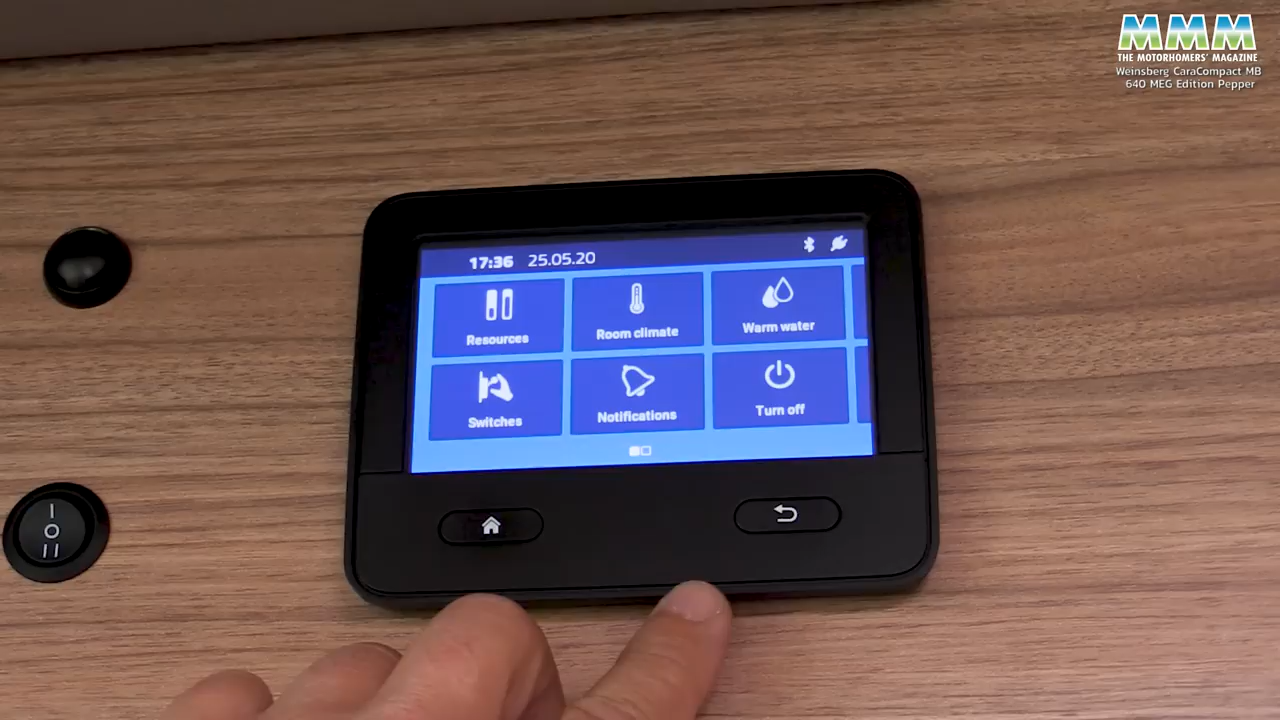 MMM
THE MOTORHOMERS' MAGAZINE
Weinsberg CaraCompact MB
640 MEG Edition Pepper
17:36 25.05.20
Resources
Room climate
Warm water
Switches
Notifications
Turn off
I
O
II